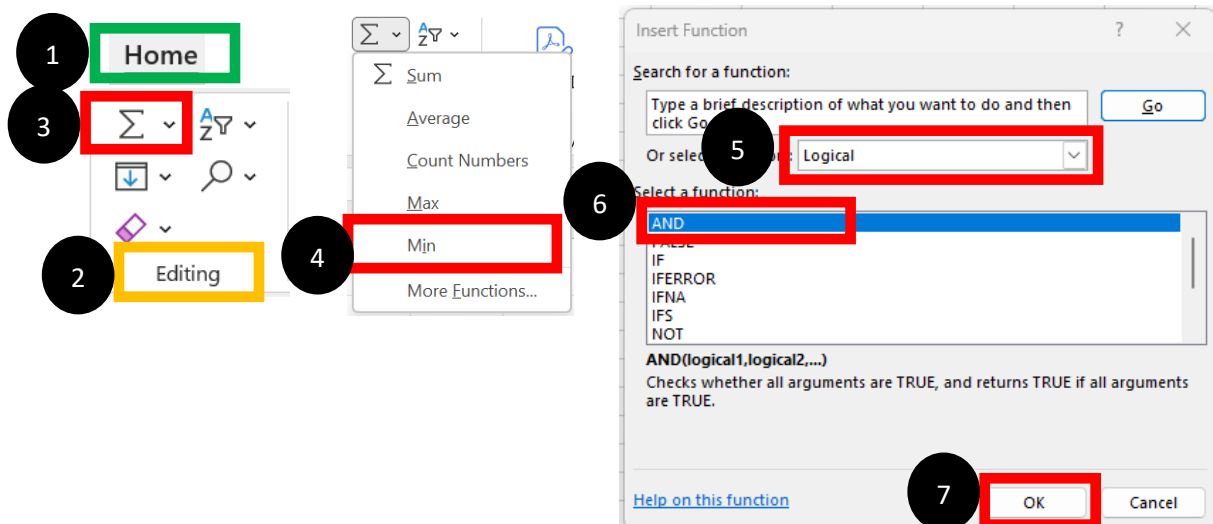 1
Home
3
2
Editing
Sum
Average
Count Numbers
Max
4
Min
More Functions...
Insert Function
?
Search for a function:
Type a brief description of what you want to do and then
click Go
Go
Or selec
5
: Logical
Select a function:
6
AND
FALSE
IF
IFERROR
IFNA
IFS
NOT
AND(logical1,logical2,...)
Checks whether all arguments are TRUE, and returns TRUE if all arguments
are TRUE.
Help on this function
7
OK
Cancel